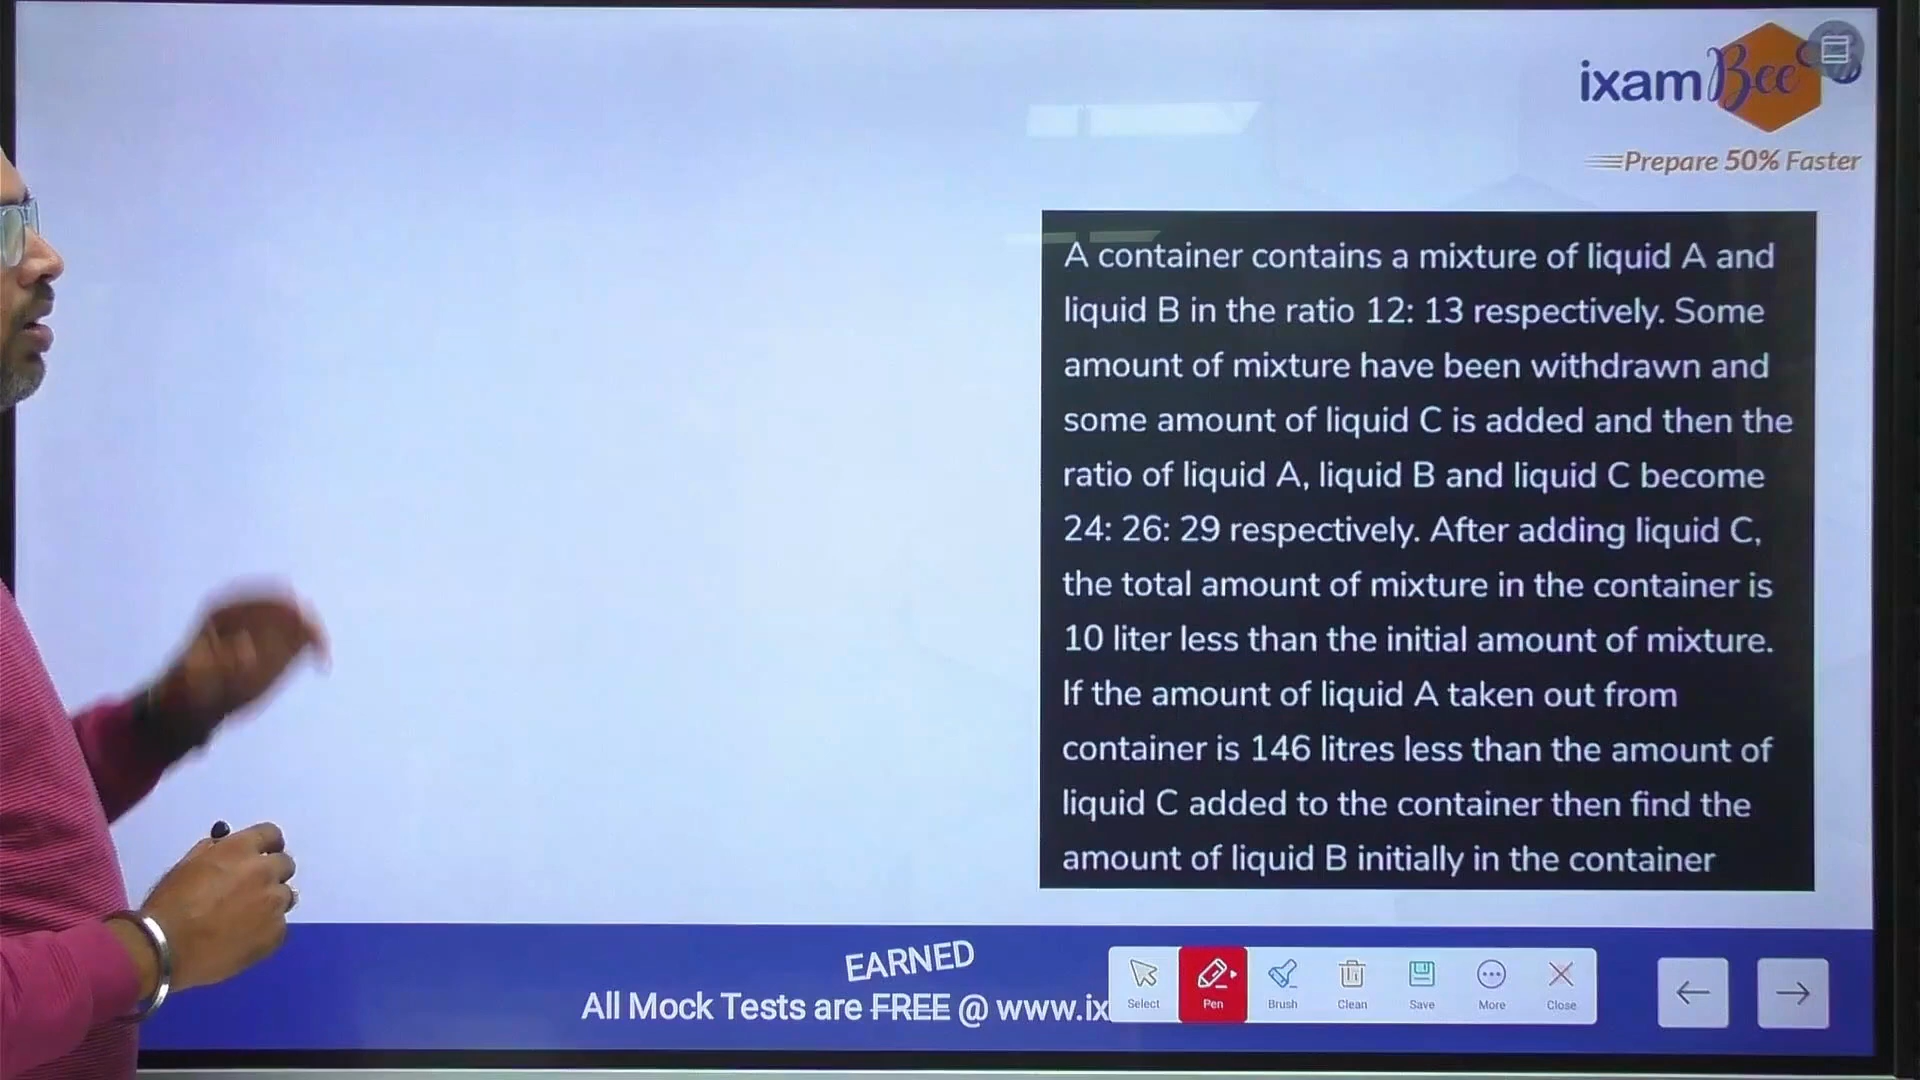 ixamBee
Prepare 50% Faster
A container contains a mixture of liquid A and
liquid B in the ratio 12: 13 respectively. Some
amount of mixture have been withdrawn and
some amount of liquid C is added and then the
ratio of liquid A, liquid B and liquid C become
24: 26: 29 respectively. After adding liquid C,
the total amount of mixture in the container is
10 liter less than the initial amount of mixture.
If the amount of liquid A taken out from
container is 146 litres less than the amount of
liquid C added to the container then find the
amount of liquid B initially in the container
EARNED
All Mock Tests are FREE @ www.ix
Select
Pen
Brush
Clean
Save
More
Close